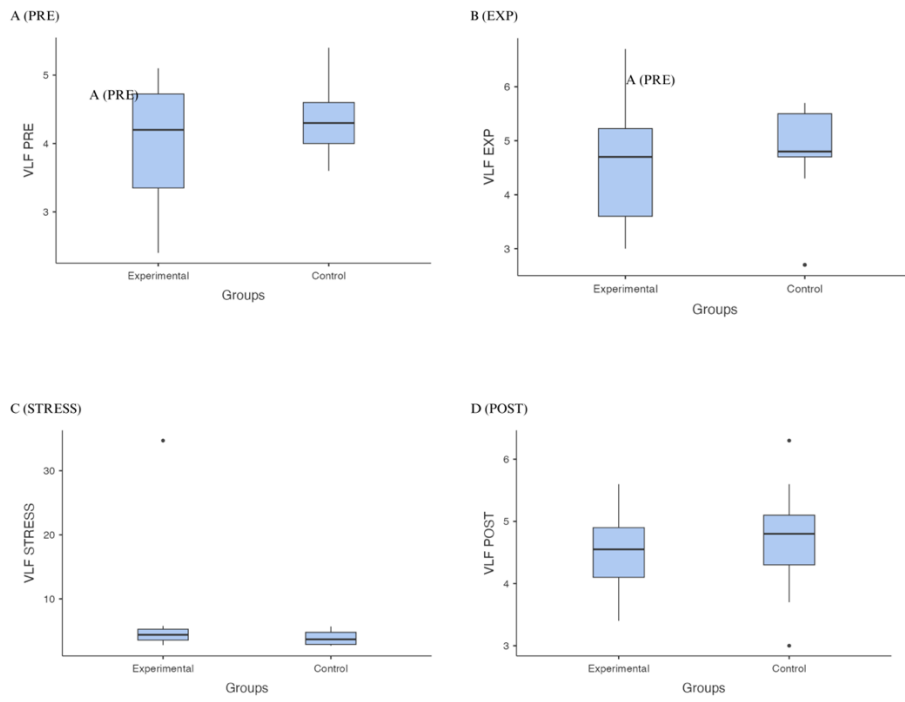 A (PRE)
5
4
3
VLF PRE
A (PRE)
Experimental
Control
Groups
B (EXP)
6
5
4
3
VLF EXP
A (PRE)
Experimental
Control
Groups
C (STRESS)
30
20
10
VLF STRESS
Experimental
Control
Groups
D (POST)
6
5
4
3
VLF POST
Experimental
Control
Groups